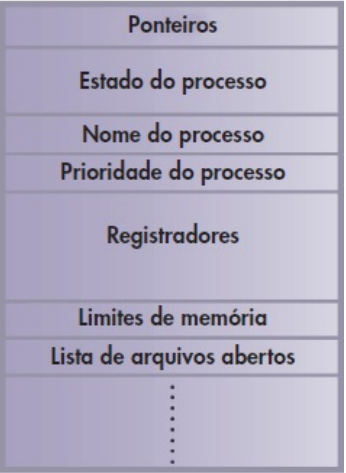 Ponteiros
Estado do processo
Nome do processo
Prioridade do processo
Registradores
Limites de memória
Lista de arquivos abertos